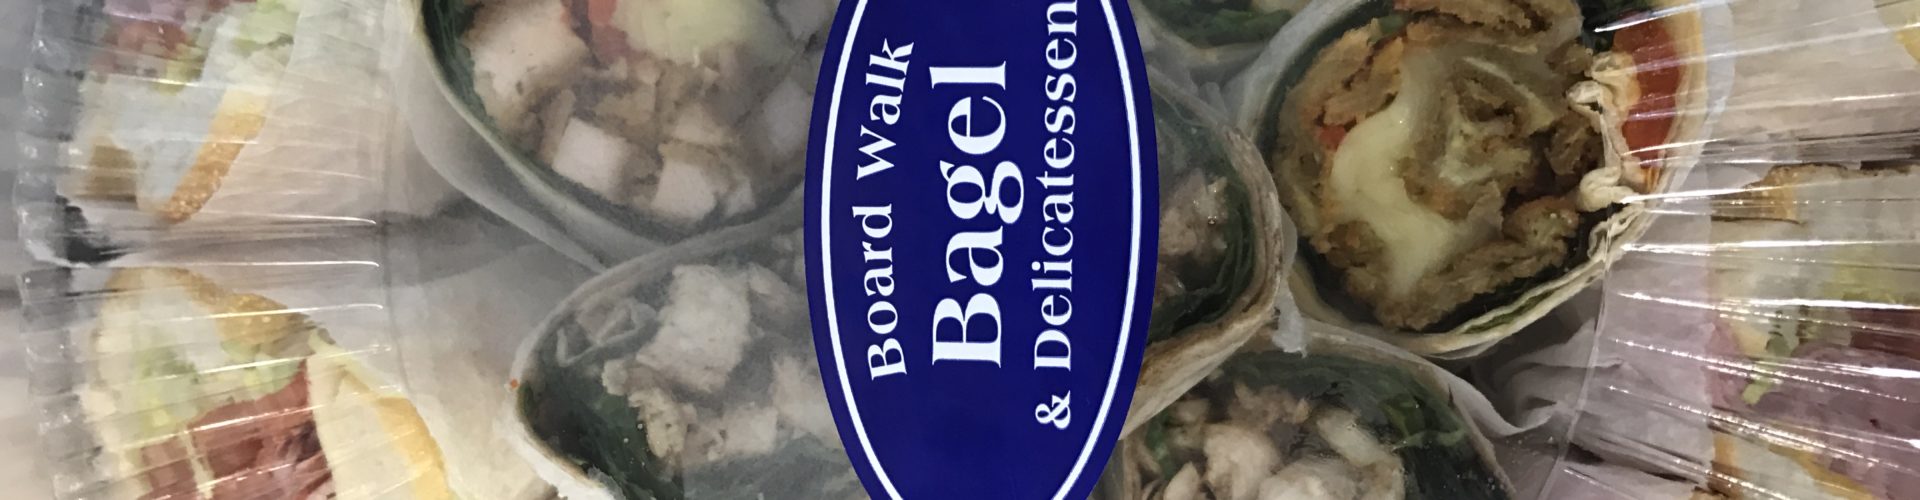 Board Walk
Bagel
& Delicatessen